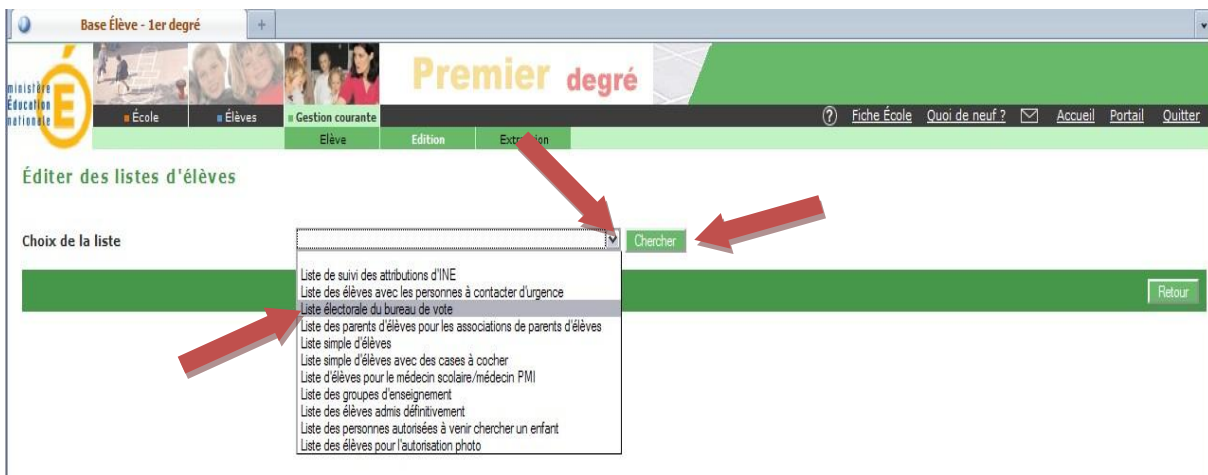 Base Élève - 1er degré +
ministère
Éducation
nationale
Premier degré
École Élèves Gestion courante ? Fiche École Quoi de neuf ? Accueil Portail Quitter
Elève Edition Extraction
Éditer des listes d'élèves
Choix de la liste Chercher
Liste de suivi des attributions d'INE
Liste des élèves avec les personnes à contacter d'urgence
Retour
Liste électorale du bureau de vote
Liste des parents d'élèves pour les associations de parents d'élèves
Liste simple d'élèves
Liste simple d'élèves avec des cases à cocher
Liste d'élèves pour le médecin scolaire/médecin PMI
Liste des groupes d'enseignement
Liste des élèves admis définitivement
Liste des personnes autorisées à venir chercher un enfant
Liste des élèves pour l'autorisation photo